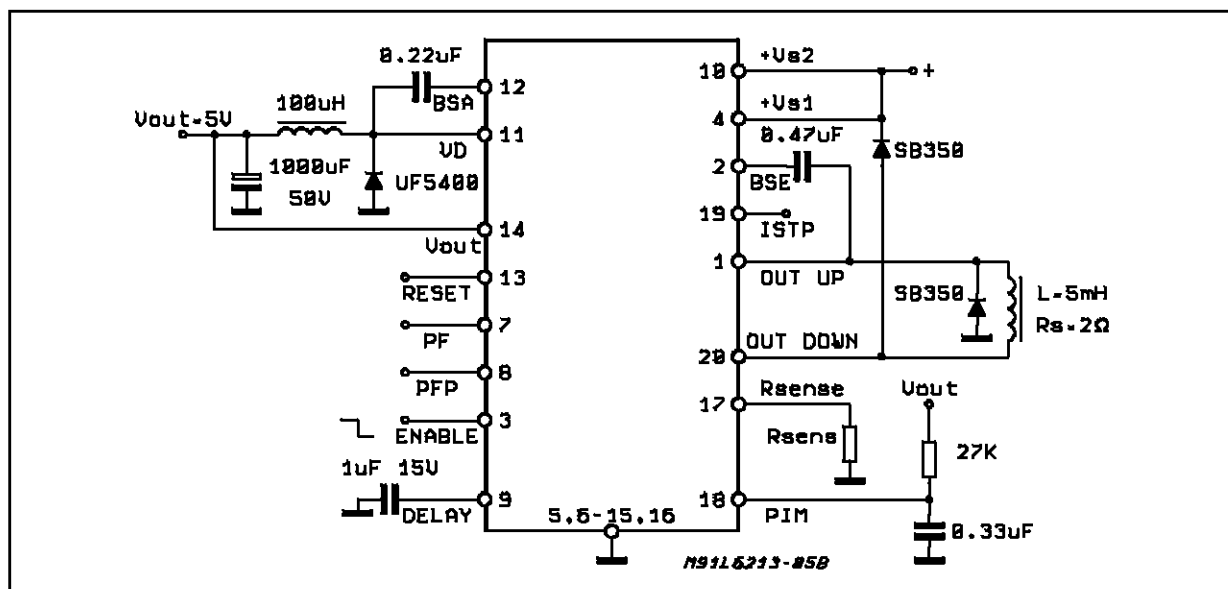 0.22uF
12
BSA
100uH
Vout=5V
11
VD
1000uF
50V
UF5400
14
Vout
13
RESET
7
PF
8
PFP
3
ENABLE
1uF 15V
9
DELAY
5,6-15,16
10
+Vs2
+
4
+Vs1
SB350
0.47uF
2
BSE
19
ISTP
1
OUT UP
SB350
L=5mH
Rs=2Ω
20
OUT DOWN
17
Rsense
Rsens
Vout
27K
18
PIM
0.33uF
M91L6213-05B